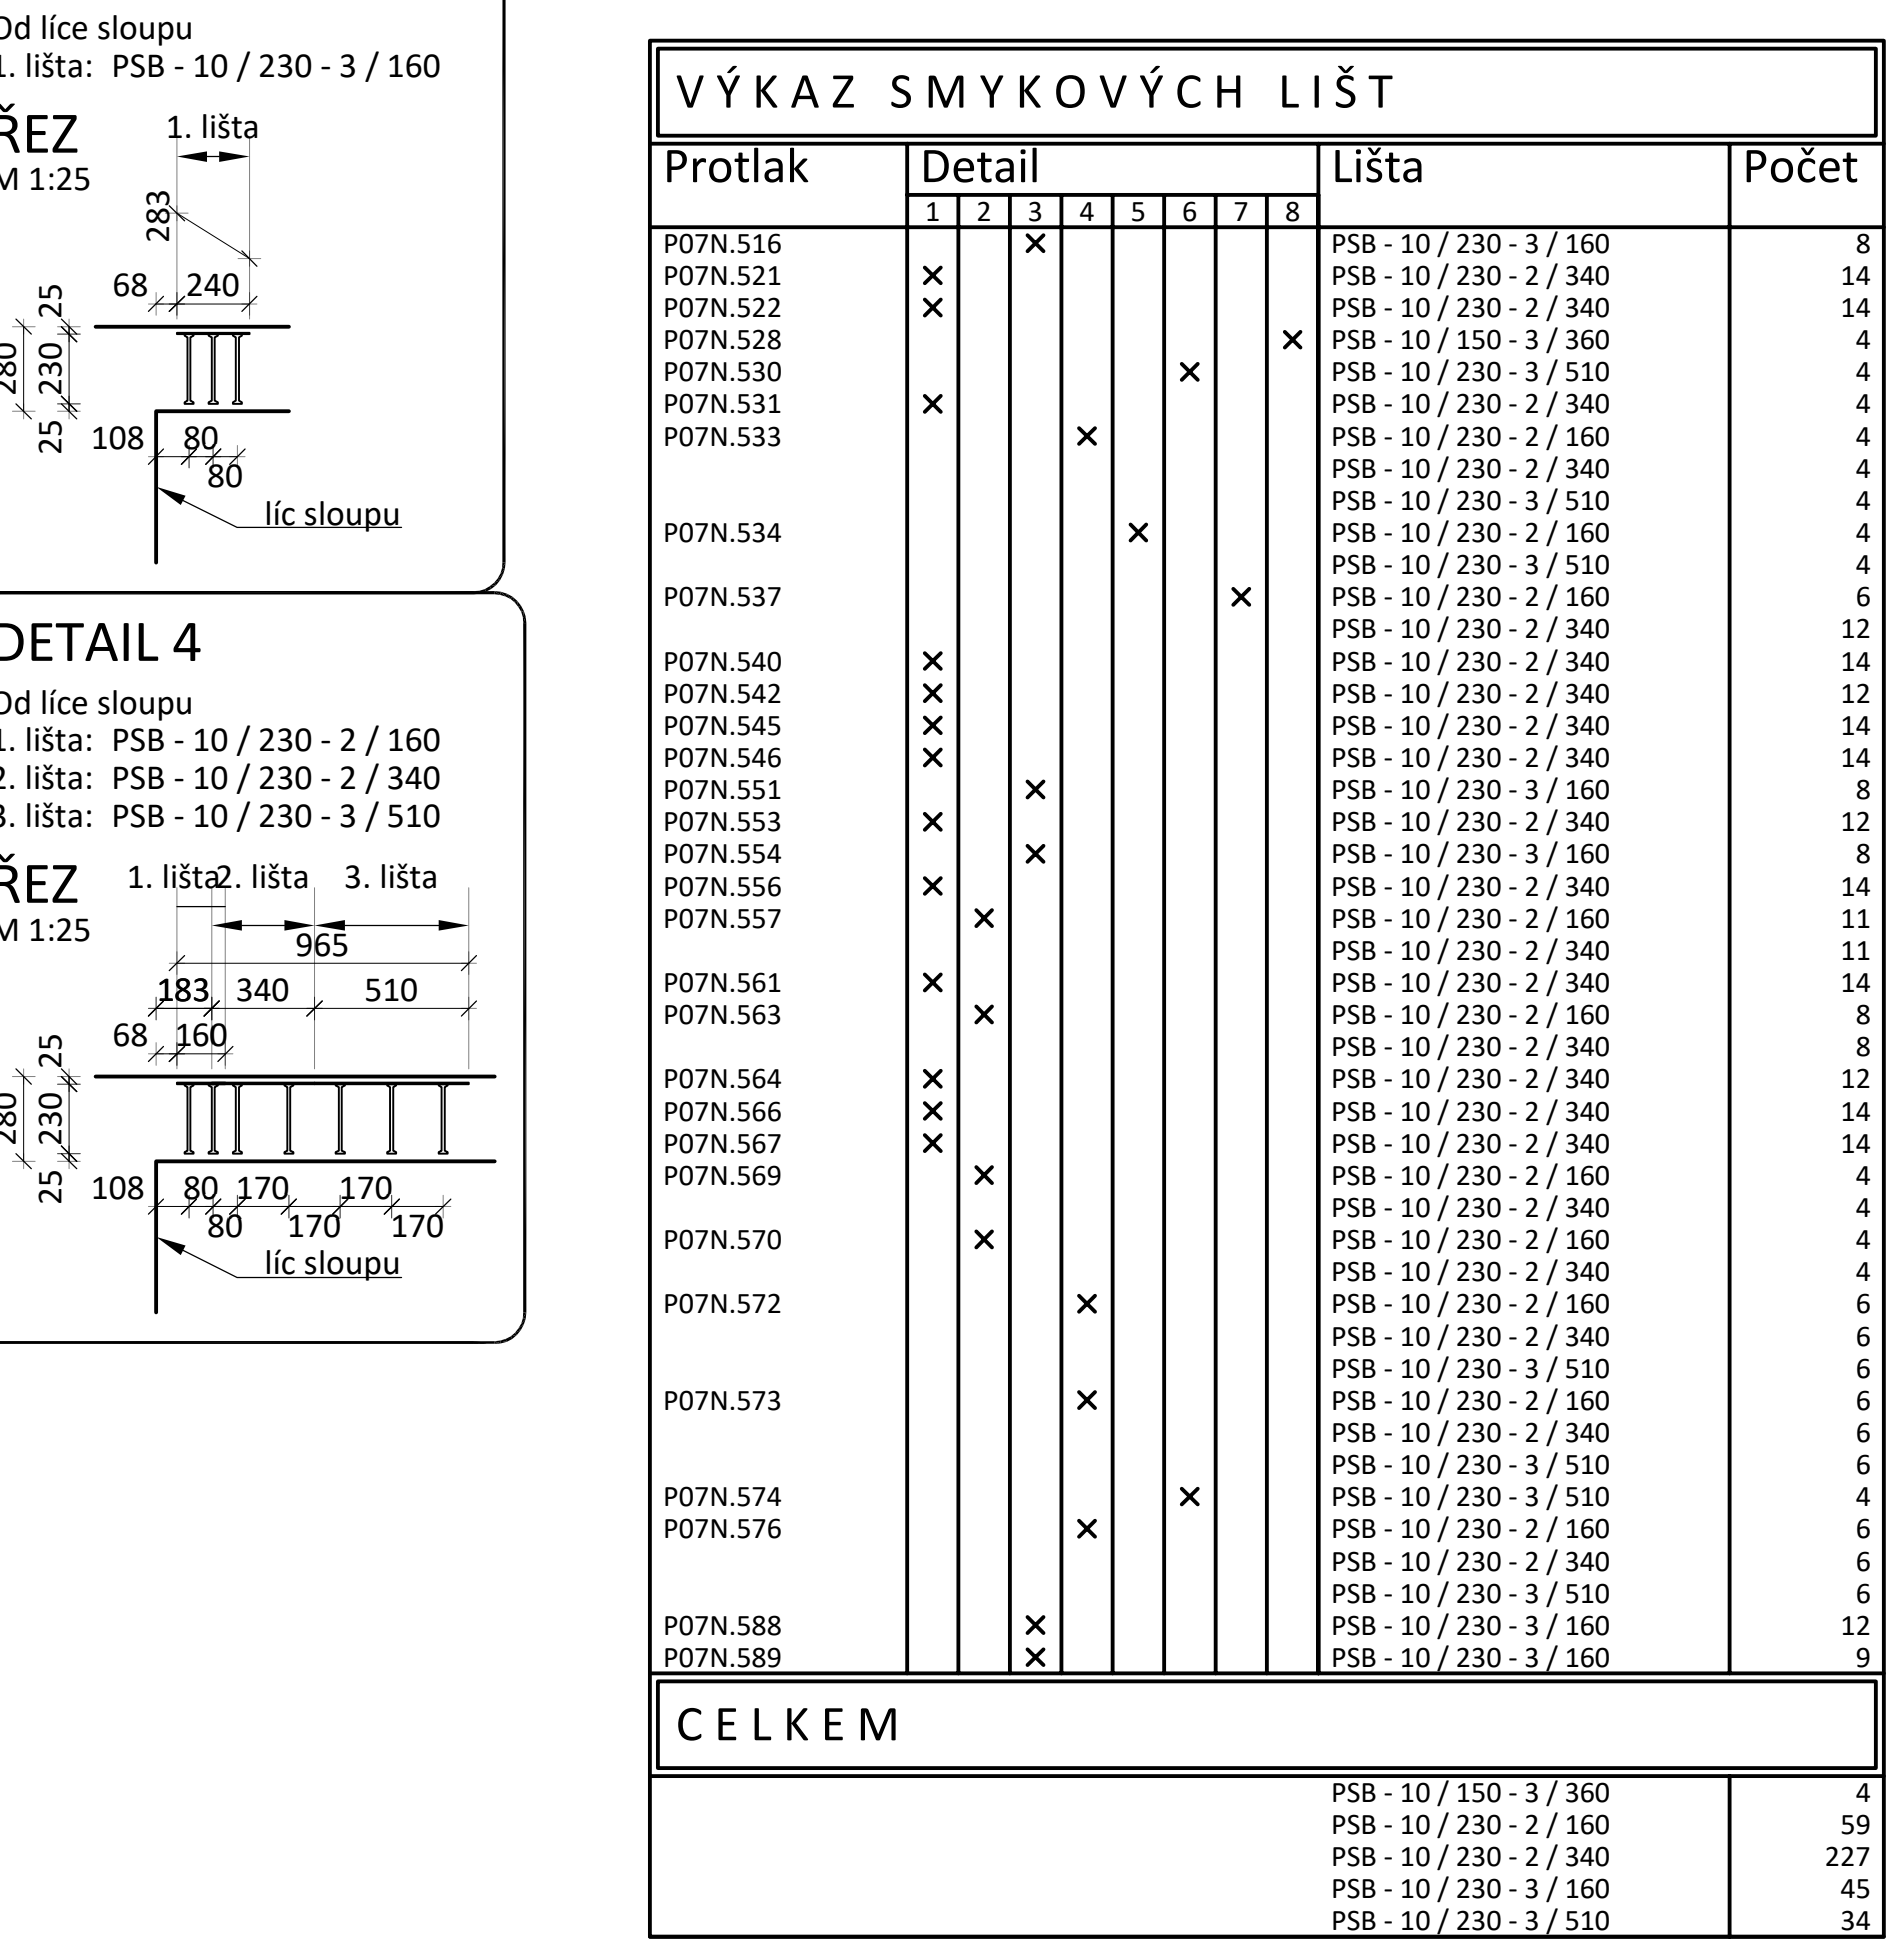 Od líce sloupu
1. lišta: PSB - 10 / 230 - 3 / 160
ŘEZ
M 1:25
1. lišta
283
68 240
25
280 230
25
108 80
80
líc sloupu
DETAIL 4
Od líce sloupu
1. lišta: PSB - 10 / 230 - 2 / 160
2. lišta: PSB - 10 / 230 - 2 / 340
3. lišta: PSB - 10 / 230 - 3 / 510
ŘEZ
M 1:25
1. lišta 2. lišta 3. lišta
965
183 340 510
68 160
25
280 230
25
108 80 170 170
80 170 170
líc sloupu
VÝKAZ SMYKOVÝCH LIŠT
Protlak Detail Lišta Počet
1 2 3 4 5 6 7 8
P07N.516 × PSB - 10 / 230 - 3 / 160 8
P07N.521 × PSB - 10 / 230 - 2 / 340 14
P07N.522 × PSB - 10 / 230 - 2 / 340 14
P07N.528 × PSB - 10 / 150 - 3 / 360 4
P07N.530 × PSB - 10 / 230 - 3 / 510 4
P07N.531 × PSB - 10 / 230 - 2 / 340 4
P07N.533 × PSB - 10 / 230 - 2 / 160 4
PSB - 10 / 230 - 2 / 340 4
PSB - 10 / 230 - 3 / 510 4
P07N.534 × PSB - 10 / 230 - 2 / 160 4
PSB - 10 / 230 - 3 / 510 4
P07N.537 × PSB - 10 / 230 - 2 / 160 6
PSB - 10 / 230 - 2 / 340 12
P07N.540 × PSB - 10 / 230 - 2 / 340 14
P07N.542 × PSB - 10 / 230 - 2 / 340 12
P07N.545 × PSB - 10 / 230 - 2 / 340 14
P07N.546 × PSB - 10 / 230 - 2 / 340 14
P07N.551 × PSB - 10 / 230 - 3 / 160 8
P07N.553 × PSB - 10 / 230 - 2 / 340 12
P07N.554 × PSB - 10 / 230 - 3 / 160 8
P07N.556 × PSB - 10 / 230 - 2 / 340 14
P07N.557 × PSB - 10 / 230 - 2 / 160 11
PSB - 10 / 230 - 2 / 340 11
P07N.561 × PSB - 10 / 230 - 2 / 340 14
P07N.563 × PSB - 10 / 230 - 2 / 160 8
PSB - 10 / 230 - 2 / 340 8
P07N.564 × PSB - 10 / 230 - 2 / 340 12
P07N.566 × PSB - 10 / 230 - 2 / 340 14
P07N.567 × PSB - 10 / 230 - 2 / 340 14
P07N.569 × PSB - 10 / 230 - 2 / 160 4
PSB - 10 / 230 - 2 / 340 4
P07N.570 × PSB - 10 / 230 - 2 / 160 4
PSB - 10 / 230 - 2 / 340 4
P07N.572 × PSB - 10 / 230 - 2 / 160 6
PSB - 10 / 230 - 2 / 340 6
PSB - 10 / 230 - 3 / 510 6
P07N.573 × PSB - 10 / 230 - 2 / 160 6
PSB - 10 / 230 - 2 / 340 6
PSB - 10 / 230 - 3 / 510 6
P07N.574 × PSB - 10 / 230 - 3 / 510 4
P07N.576 × PSB - 10 / 230 - 2 / 160 6
PSB - 10 / 230 - 2 / 340 6
PSB - 10 / 230 - 3 / 510 6
P07N.588 × PSB - 10 / 230 - 3 / 160 12
P07N.589 × PSB - 10 / 230 - 3 / 160 9
CELKEM
PSB - 10 / 150 - 3 / 360 4
PSB - 10 / 230 - 2 / 160 59
PSB - 10 / 230 - 2 / 340 227
PSB - 10 / 230 - 3 / 160 45
PSB - 10 / 230 - 3 / 510 34